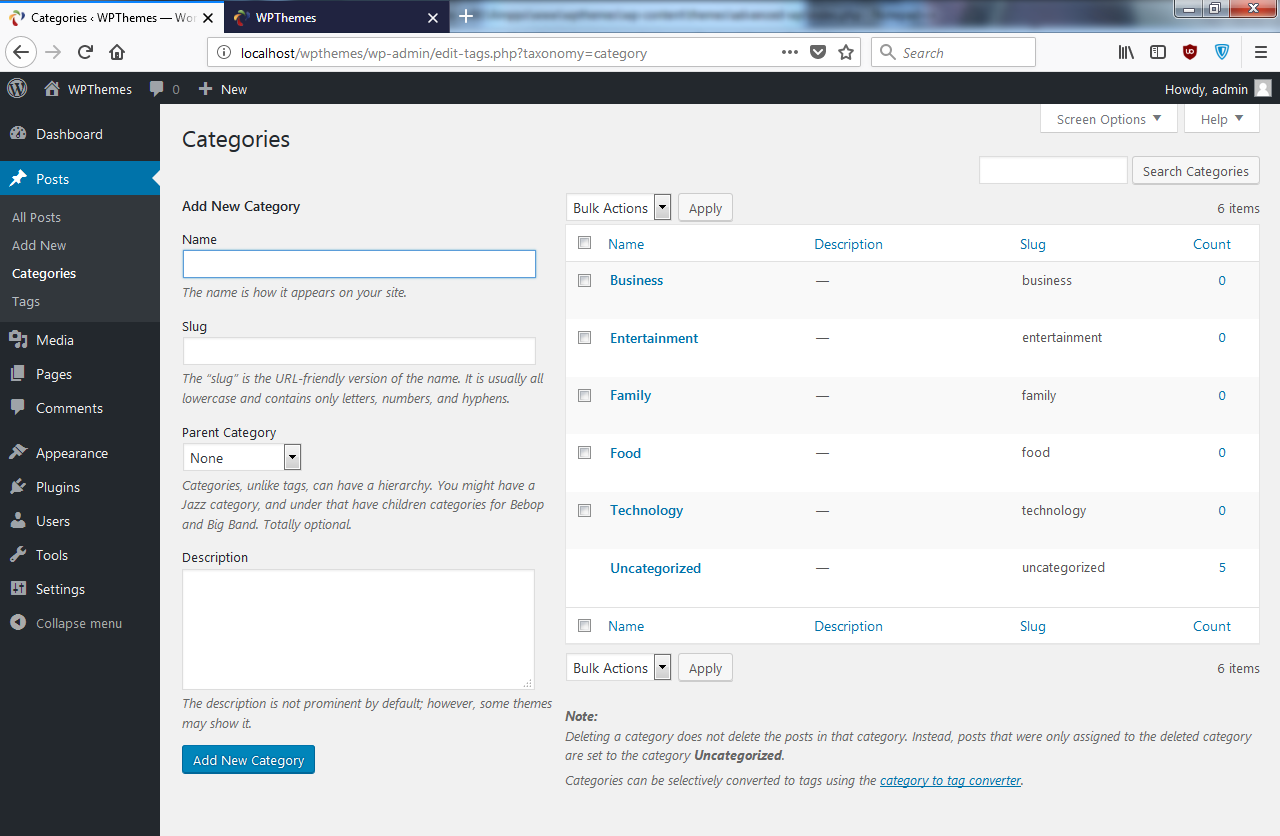 Categories ‹ WPThemes — Wor
WPThemes
localhost/wpthemes/wp-admin/edit-tags.php?taxonomy=category
Search
WPThemes 0 New
Howdy, admin
Dashboard
Posts
All Posts
Add New
Categories
Tags
Media
Pages
Comments
Appearance
Plugins
Users
Tools
Settings
Collapse menu
Screen Options
Help
Categories
Search Categories
Add New Category
Name
The name is how it appears on your site.
Slug
The “slug” is the URL-friendly version of the name. It is usually all
lowercase and contains only letters, numbers, and hyphens.
Parent Category
None
Categories, unlike tags, can have a hierarchy. You might have a
Jazz category, and under that have children categories for Bebop
and Big Band. Totally optional.
Description
The description is not prominent by default; however, some themes
may show it.
Add New Category
Bulk Actions Apply 6 items
Name Description Slug Count
Business — business 0
Entertainment — entertainment 0
Family — family 0
Food — food 0
Technology — technology 0
Uncategorized — uncategorized 5
Name Description Slug Count
Bulk Actions Apply 6 items
Note:
Deleting a category does not delete the posts in that category. Instead, posts that were only assigned to the deleted category
are set to the category Uncategorized.
Categories can be selectively converted to tags using the category to tag converter.